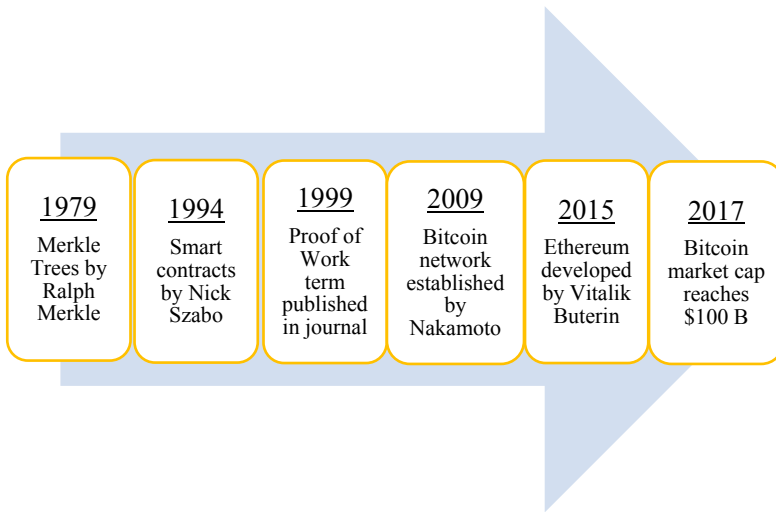 1979
Merkle
Trees by
Ralph
Merkle
1994
Smart
contracts
by Nick
Szabo
1999
Proof of
Work
term
published
in journal
2009
Bitcoin
network
established
by
Nakamoto
2015
Ethereum
developed
by Vitalik
Buterin
2017
Bitcoin
market cap
reaches
$100 B